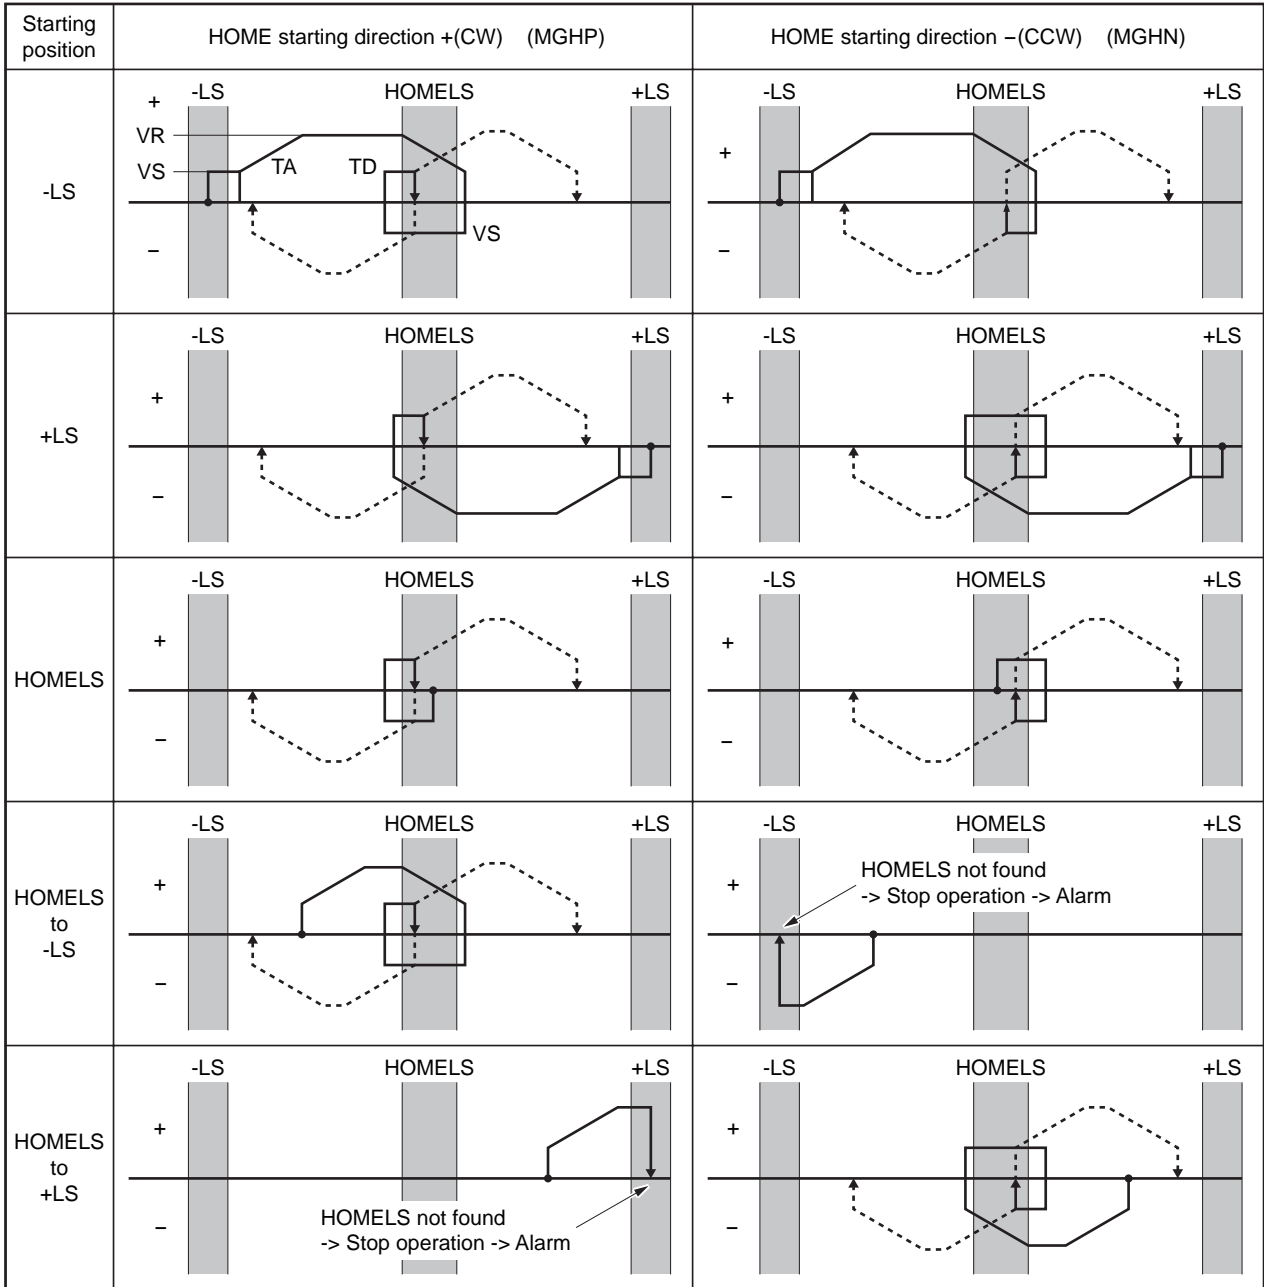 Starting
position
HOME starting direction +(CW) (MGHP)
HOME starting direction −(CCW) (MGHN)
-LS
-LS
HOMELS
+LS
+
VR
VS
TA
TD
VS
−
-LS
HOMELS
+LS
+
−
+LS
-LS
HOMELS
+LS
+
−
-LS
HOMELS
+LS
+
−
HOMELS
-LS
HOMELS
+LS
+
−
-LS
HOMELS
+LS
+
−
HOMELS
to
-LS
-LS
HOMELS
+LS
+
−
-LS
HOMELS
+LS
HOMELS not found
-> Stop operation -> Alarm
+
−
HOMELS
to
+LS
-LS
HOMELS
+LS
+
HOMELS not found
-> Stop operation -> Alarm
−
-LS
HOMELS
+LS
+
−